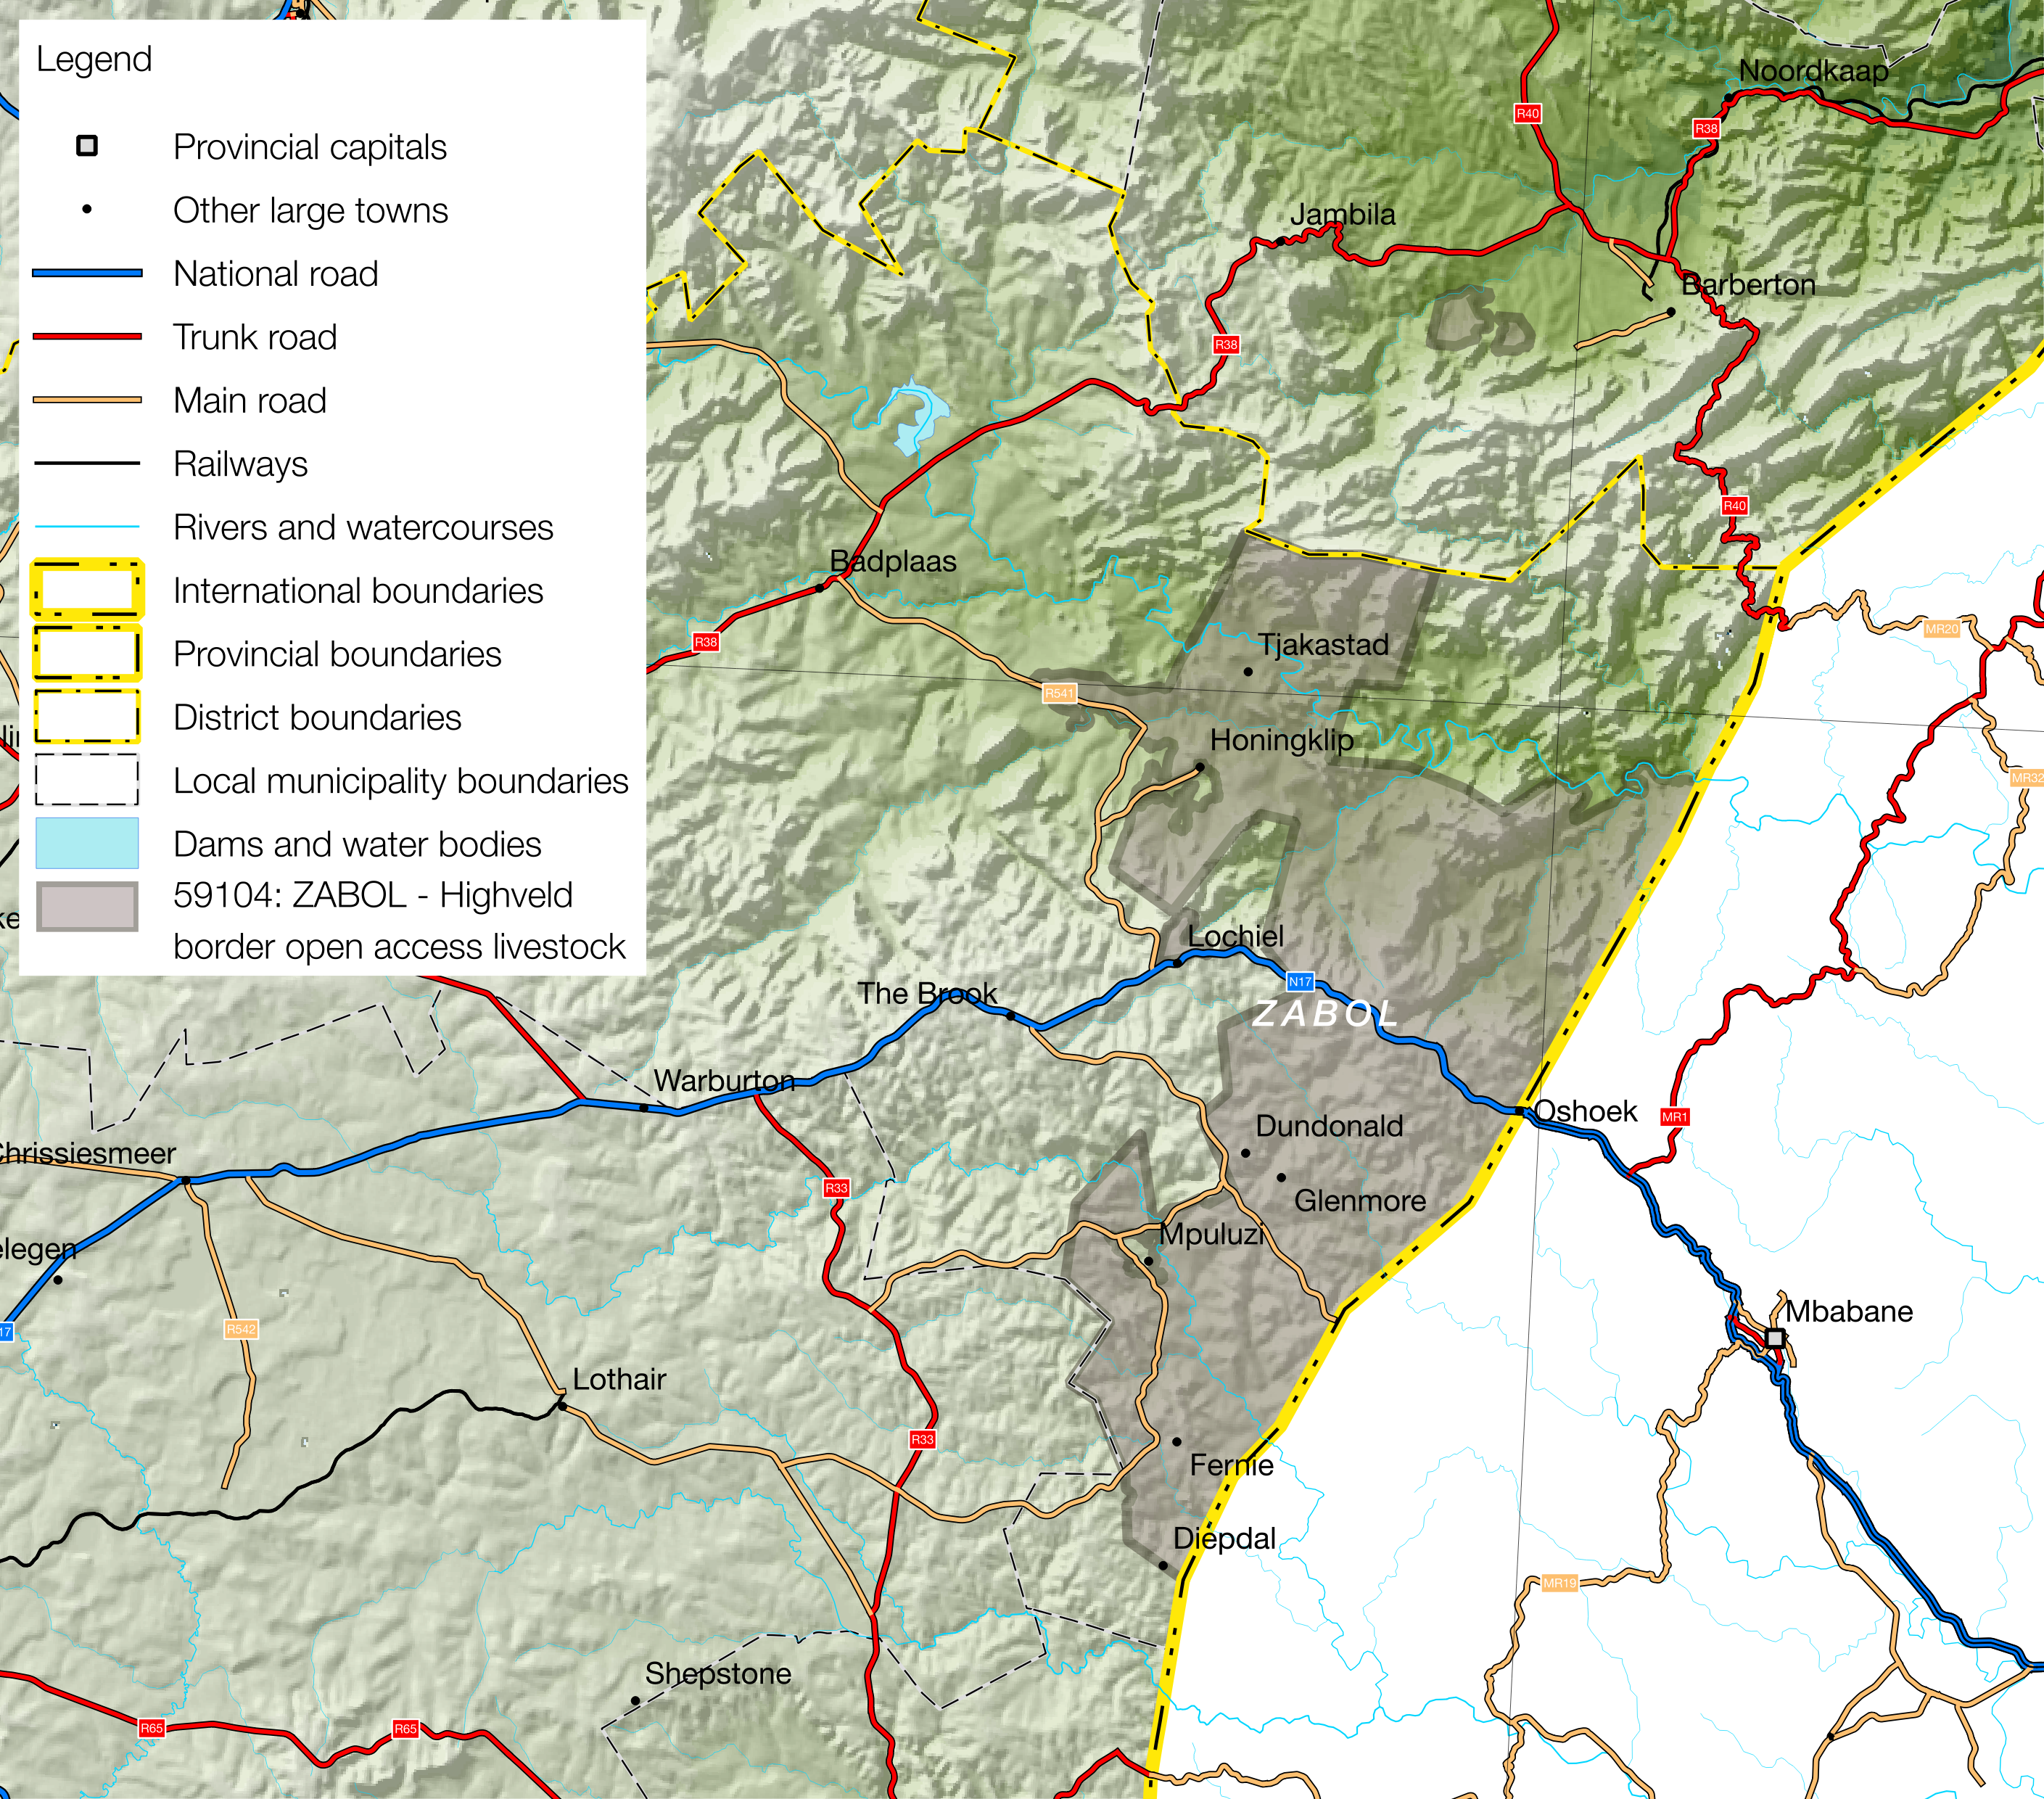 Legend
Provincial capitals
Other large towns
National road
Trunk road
Main road
Railways
Rivers and watercourses
International boundaries
Provincial boundaries
District boundaries
Local municipality boundaries
Dams and water bodies
59104: ZABOL - Highveld
border open access livestock
Noordkaap
R40
R38
Jambila
Barberton
R38
R40
Badplaas
R38
Tjakastad
MR20
R541
Honingklip
MR32
Lochiel
N17
The Brook
ZABOL
Warburton
Oshoek
MR1
Dundonald
Chrissiesmeer
R33
Glenmore
Mpuluzi
elegen
17
R542
Mbabane
Lothair
R33
Fernie
Diepdal
MR19
Shepstone
R65
R65